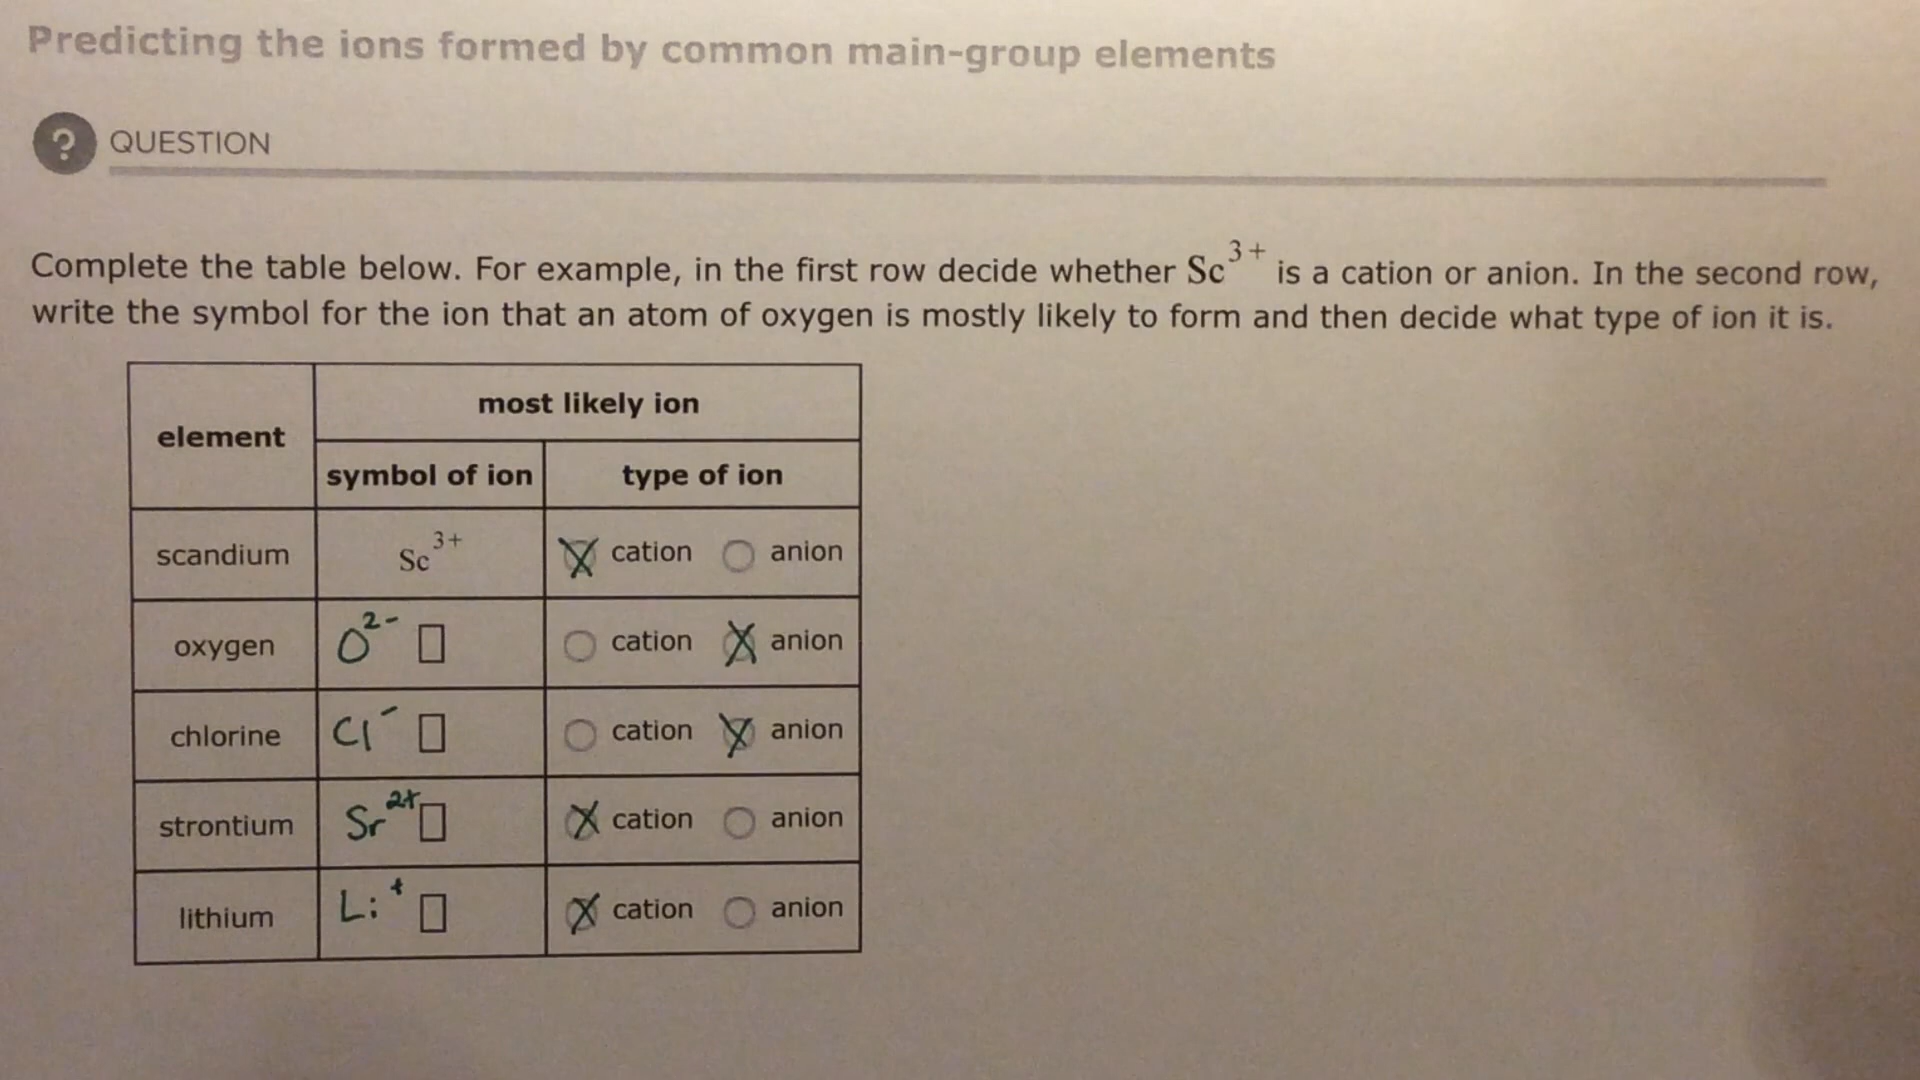 Predicting the ions formed by common main-group elements
? QUESTION
Complete the table below. For example, in the first row decide whether Sc³⁺ is a cation or anion. In the second row,
write the symbol for the ion that an atom of oxygen is mostly likely to form and then decide what type of ion it is.
element
most likely ion
symbol of ion
type of ion
scandium Sc³⁺ X cation ○ anion
oxygen O²⁻ □ ○ cation X anion
chlorine Cl⁻ □ ○ cation X anion
strontium Sr²⁺ □ X cation ○ anion
lithium Li⁺ □ X cation ○ anion